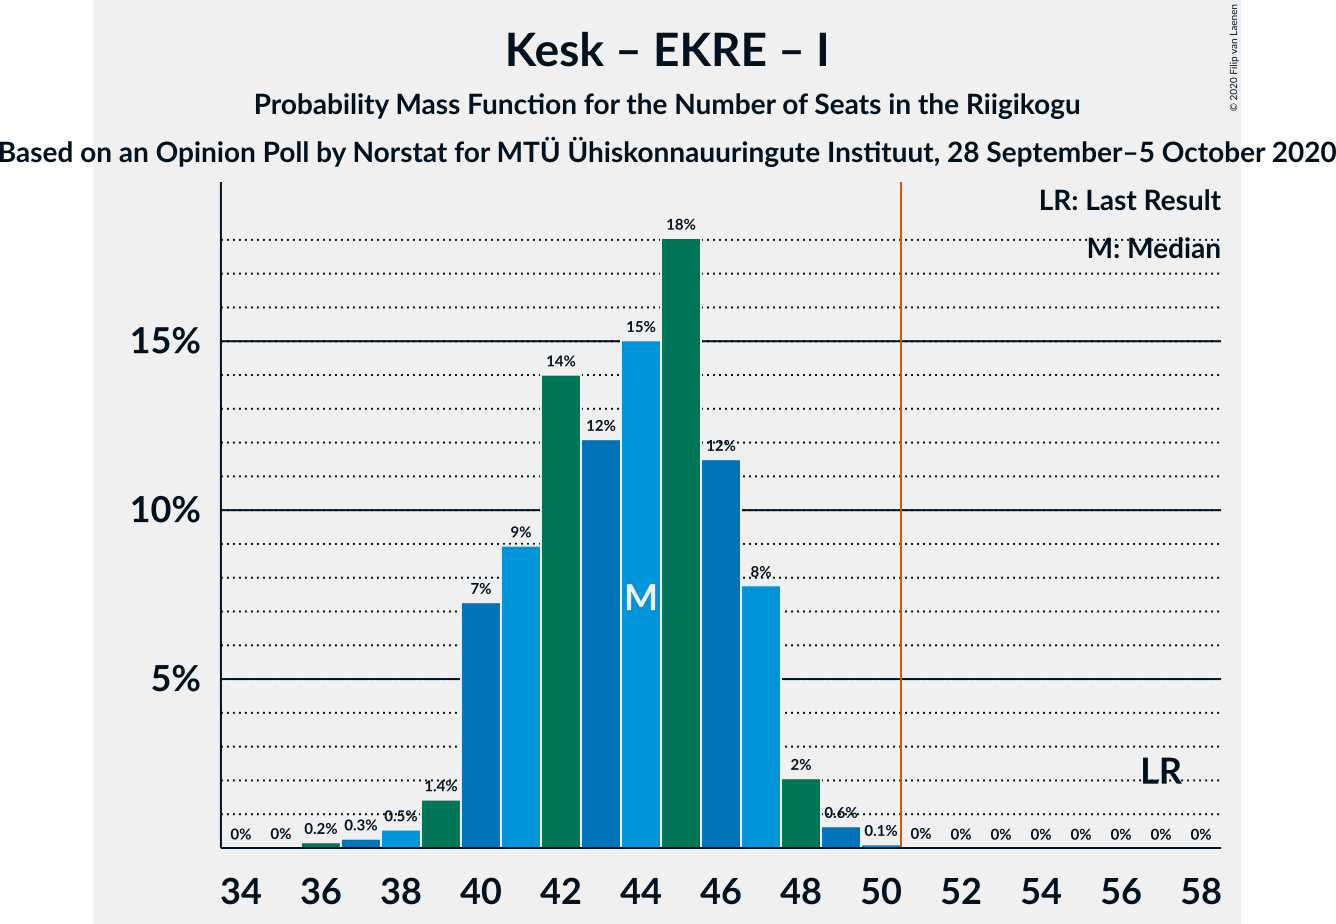 Kesk – EKRE – I
© 2020 Filip van Laenen
Probability Mass Function for the Number of Seats in the Riigikogu
Based on an Opinion Poll by Norstat for MTÜ Ühiskonnauuringute Instituut, 28 September–5 October 2020
LR: Last Result
M: Median
15%
10%
5%
0% 0% 0.2% 0.3% 0.5% 1.4% 7% 9% 14% 12% 15% 18% 12% 8% 2% 0.6% 0.1% 0% 0% 0% 0% 0% 0% 0% 0%
M
LR
34 36 38 40 42 44 46 48 50 52 54 56 58